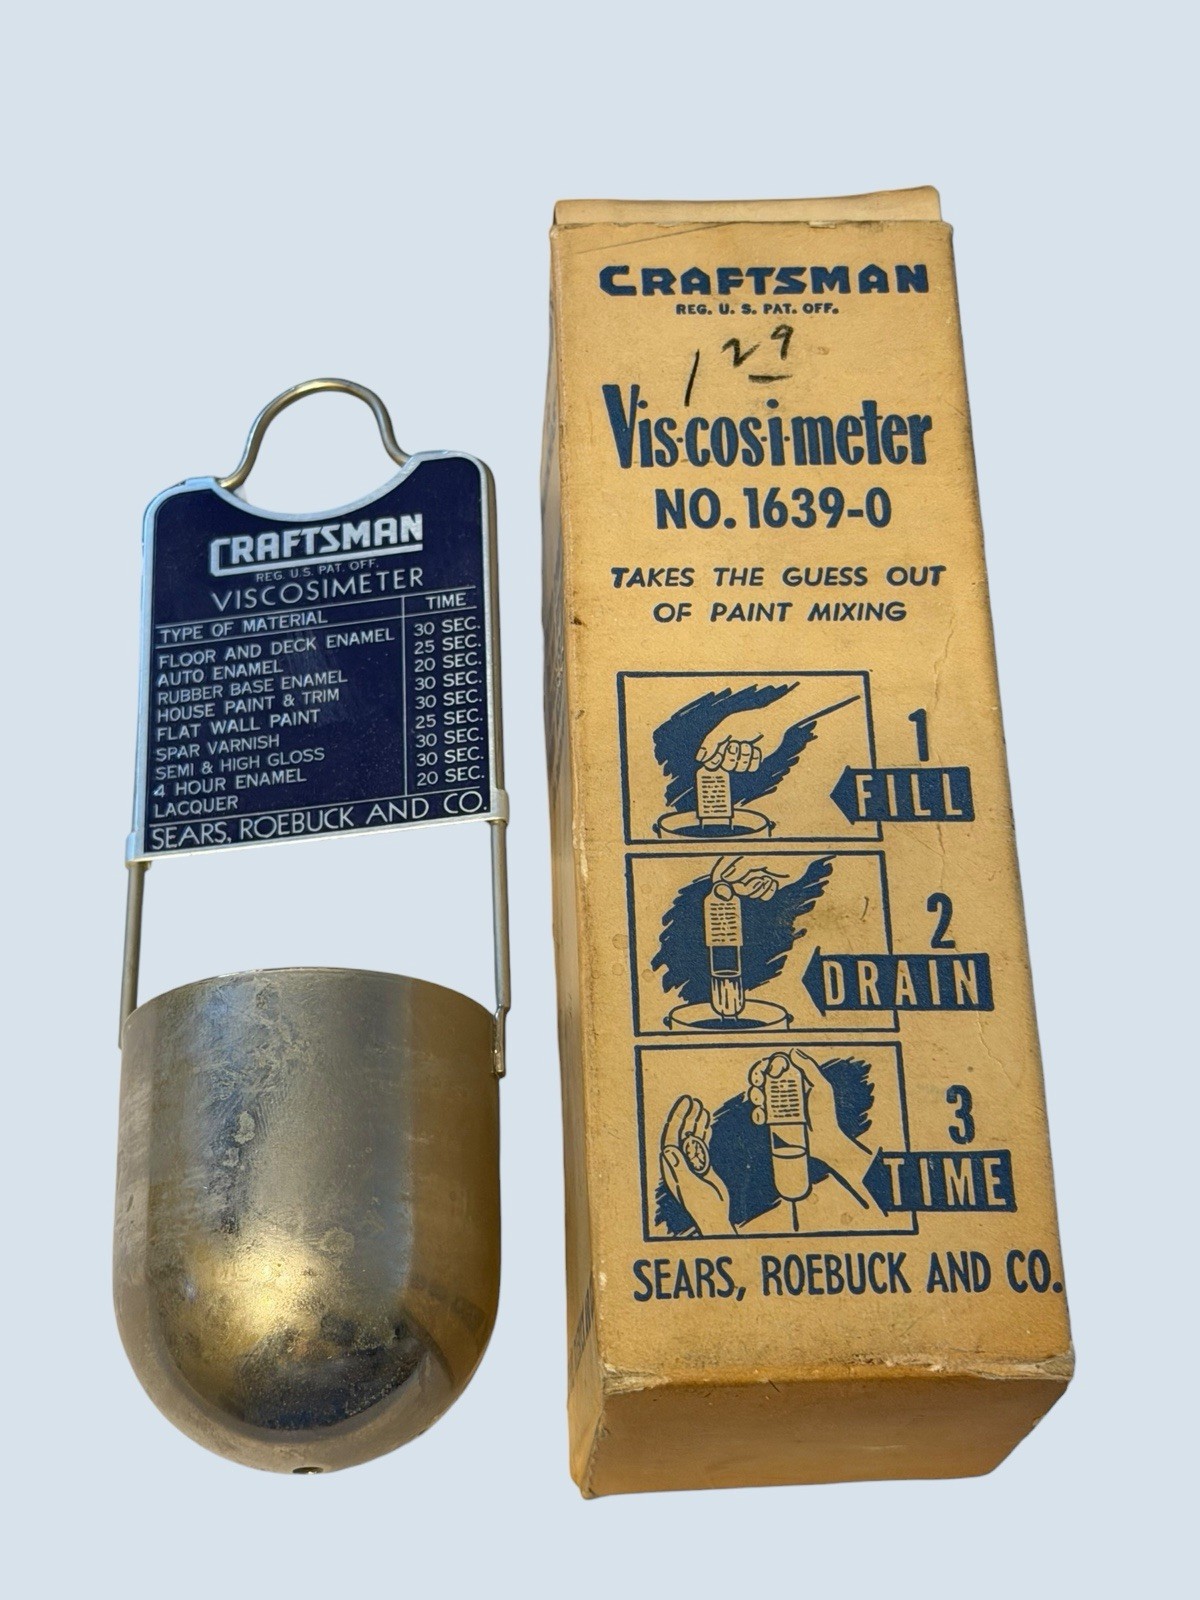 CRAFTSMAN
REG. U.S. PAT. OFF.
VISCOSIMETER
TYPE OF MATERIAL TIME
FLOOR AND DECK ENAMEL 30 SEC.
AUTO ENAMEL 25 SEC.
RUBBER BASE ENAMEL 20 SEC.
HOUSE PAINT & TRIM 30 SEC.
FLAT WALL PAINT 30 SEC.
SPAR VARNISH 25 SEC.
SEMI & HIGH GLOSS 30 SEC.
4 HOUR ENAMEL 30 SEC.
LACQUER 20 SEC.
SEARS, ROEBUCK AND CO.
CRAFTSMAN
REG. U. S. PAT. OFF.
1 29
Vis·cos·i·meter
NO. 1639-0
TAKES THE GUESS OUT
OF PAINT MIXING
1
FILL
2
DRAIN
3
TIME
SEARS, ROEBUCK AND CO.